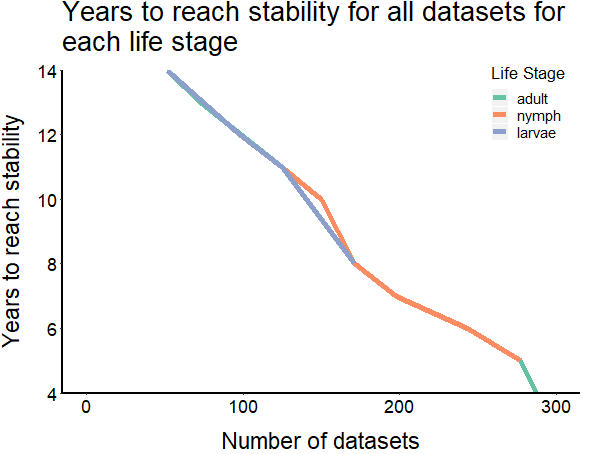 Years to reach stability for all datasets for
each life stage
Life Stage
adult
nymph
larvae
Years to reach stability
14
12
10
8
6
4
0
100
200
300
Number of datasets